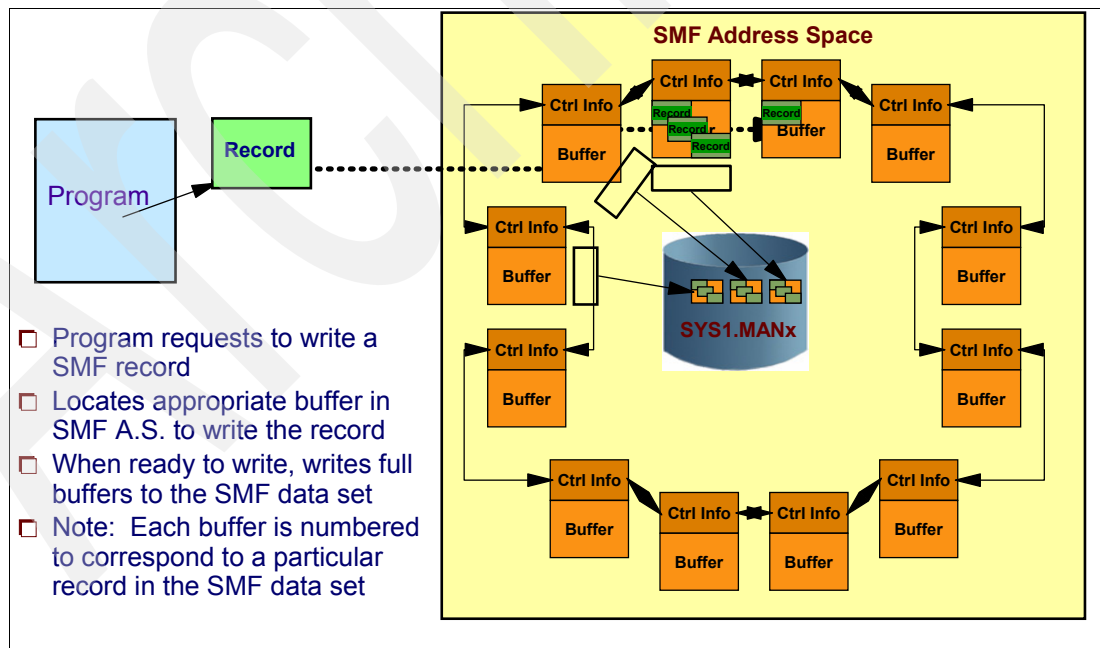 SMF Address Space
Program
Record
Ctrl Info
Buffer
Ctrl Info
Record
Record
Record
r
Ctrl Info
Record
Buffer
Ctrl Info
Buffer
Ctrl Info
Buffer
Ctrl Info
Buffer
SYS1.MANx
Ctrl Info
Buffer
Ctrl Info
Buffer
Ctrl Info
Buffer
Ctrl Info
Buffer
Ctrl Info
Buffer
Ctrl Info
Buffer
Program requests to write a
SMF record
Locates appropriate buffer in
SMF A.S. to write the record
When ready to write, writes full
buffers to the SMF data set
Note: Each buffer is numbered
to correspond to a particular
record in the SMF data set